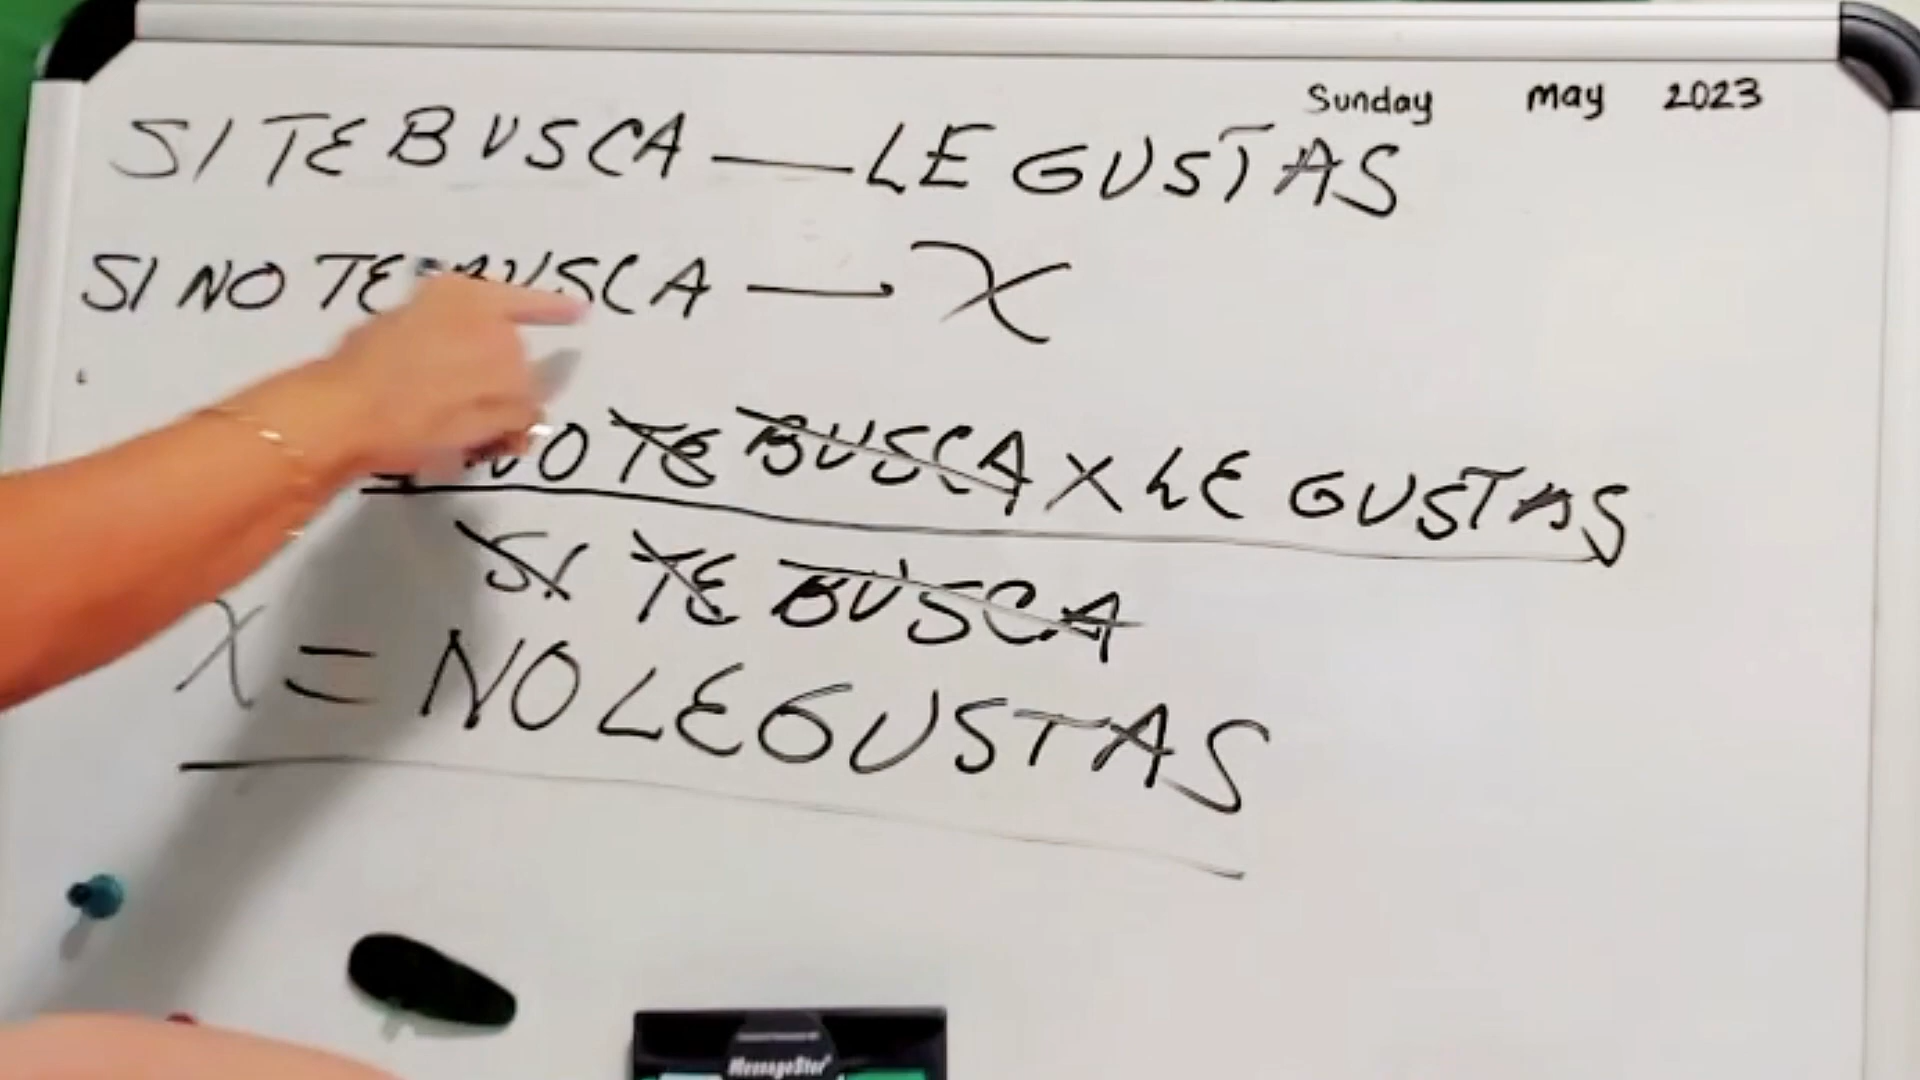 Sunday may 2023
SI TE BUSCA — LE GUSTAS
SI NO TE BUSCA — X
NO TE BUSCA X LE GUSTAS
SI TE BUSCA
X = NO LE GUSTAS
MessageStor